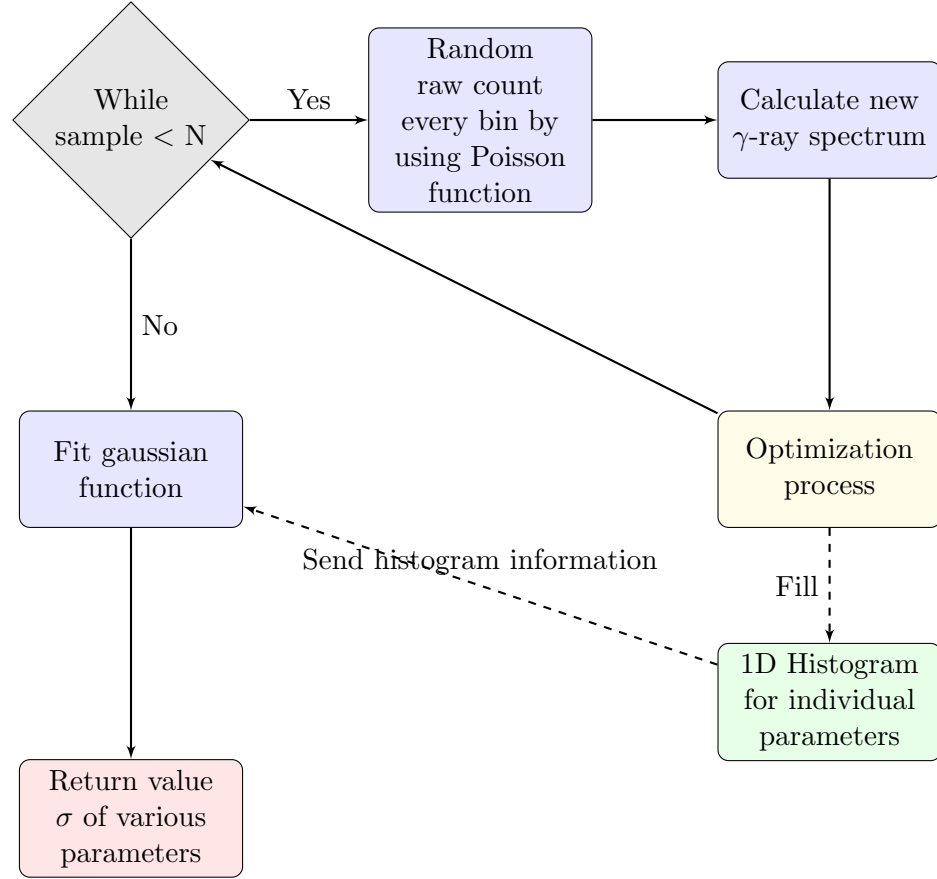 While
sample < N
Yes
Random
raw count
every bin by
using Poisson
function
Calculate new
γ-ray spectrum
No
Fit gaussian
function
Optimization
process
Send histogram information
Fill
1D Histogram
for individual
parameters
Return value
σ of various
parameters